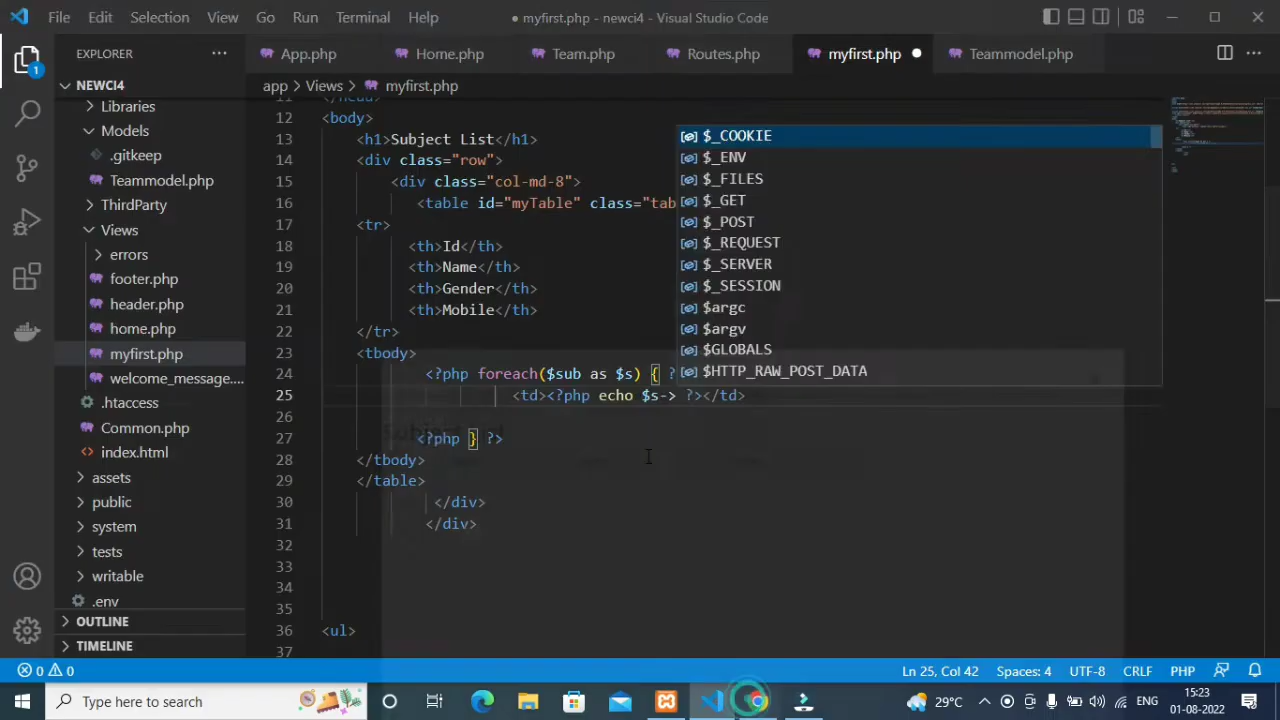 File Edit Selection View Go Run Terminal Help
● myfirst.php - newci4 - Visual Studio Code
EXPLORER
App.php Home.php Team.php Routes.php myfirst.php Teammodel.php
NEWCI4
app > Views > myfirst.php
1
Libraries
Models
.gitkeep
Teammodel.php
ThirdParty
Views
errors
footer.php
header.php
home.php
myfirst.php
welcome_message....
.htaccess
Common.php
index.html
assets
public
system
tests
writable
.env
OUTLINE
TIMELINE
11 </head>
12 <body>
13 <h1>Subject List</h1>
14 <div class="row">
15 <div class="col-md-8">
16 <table id="myTable" class="tab
17 <tr>
18 <th>Id</th>
19 <th>Name</th>
20 <th>Gender</th>
21 <th>Mobile</th>
22 </tr>
23 <tbody>
24 <?php foreach($sub as $s) { ?
25 <td><?php echo $s-> ?></td>
26
27 <?php } ?>
28 </tbody>
29 </table>
30 </div>
31 </div>
32
33
34
35
36 <ul>
37
$_COOKIE
$_ENV
$_FILES
$_GET
$_POST
$_REQUEST
$_SERVER
$_SESSION
$argc
$argv
$GLOBALS
$HTTP_RAW_POST_DATA
0 0
Ln 25, Col 42 Spaces: 4 UTF-8 CRLF PHP
Type here to search
29°C ENG
15:23
01-08-2022